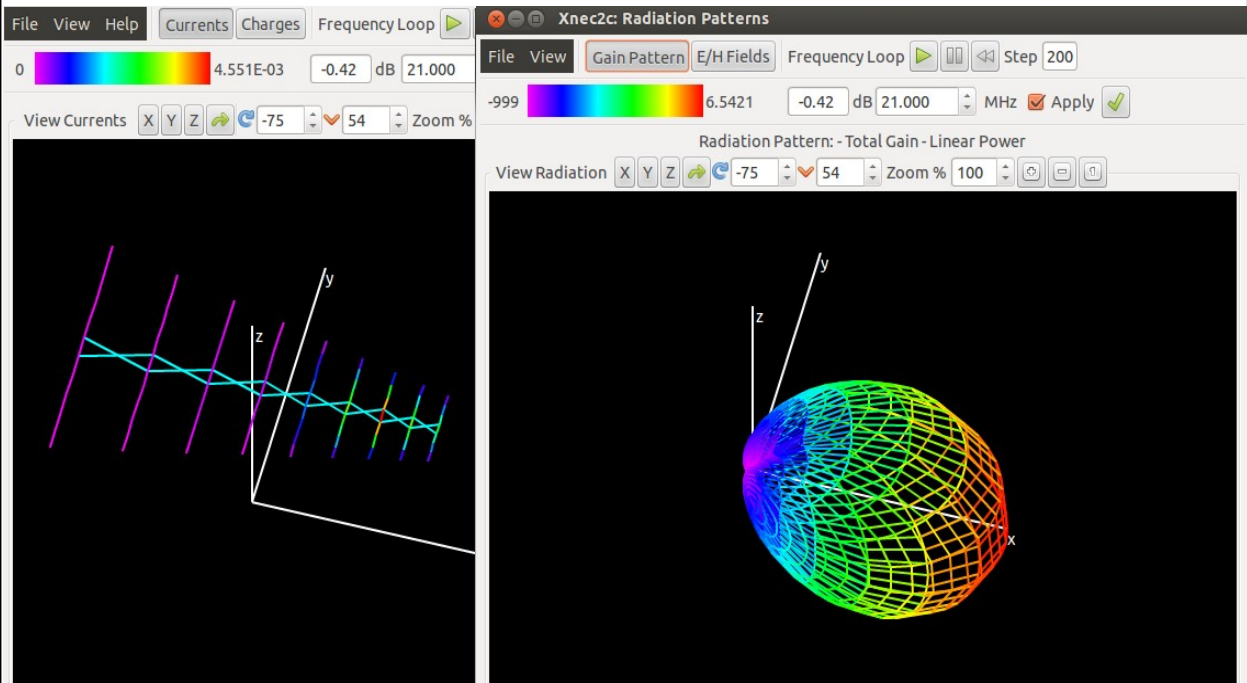 File View Help Currents Charges Frequency Loop
0 4.551E-03 -0.42 dB 21.000
View Currents X Y Z -75 54 Zoom %
y
z
Xnec2c: Radiation Patterns
File View Gain Pattern E/H Fields Frequency Loop Step 200
-999 6.5421 -0.42 dB 21.000 MHz Apply
Radiation Pattern: - Total Gain - Linear Power
View Radiation X Y Z -75 54 Zoom % 100
y
z
x